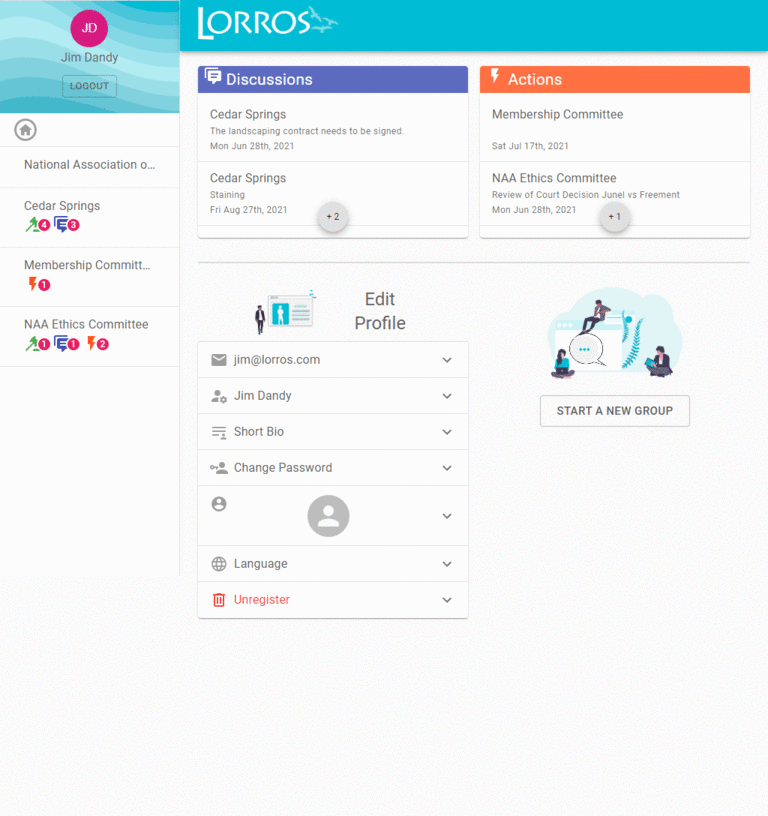 JD
Jim Dandy
LOGOUT
National Association o...
Cedar Springs
4 3
Membership Committ...
1
NAA Ethics Committee
1 1 2
LORROS
Discussions
Cedar Springs
The landscaping contract needs to be signed.
Mon Jun 28th, 2021
Cedar Springs
Staining
Fri Aug 27th, 2021
+ 2
Actions
Membership Committee
Sat Jul 17th, 2021
NAA Ethics Committee
Review of Court Decision Junel vs Freement
Mon Jun 28th, 2021
+ 1
Edit
Profile
jim@lorros.com
Jim Dandy
Short Bio
Change Password
Language
Unregister
START A NEW GROUP